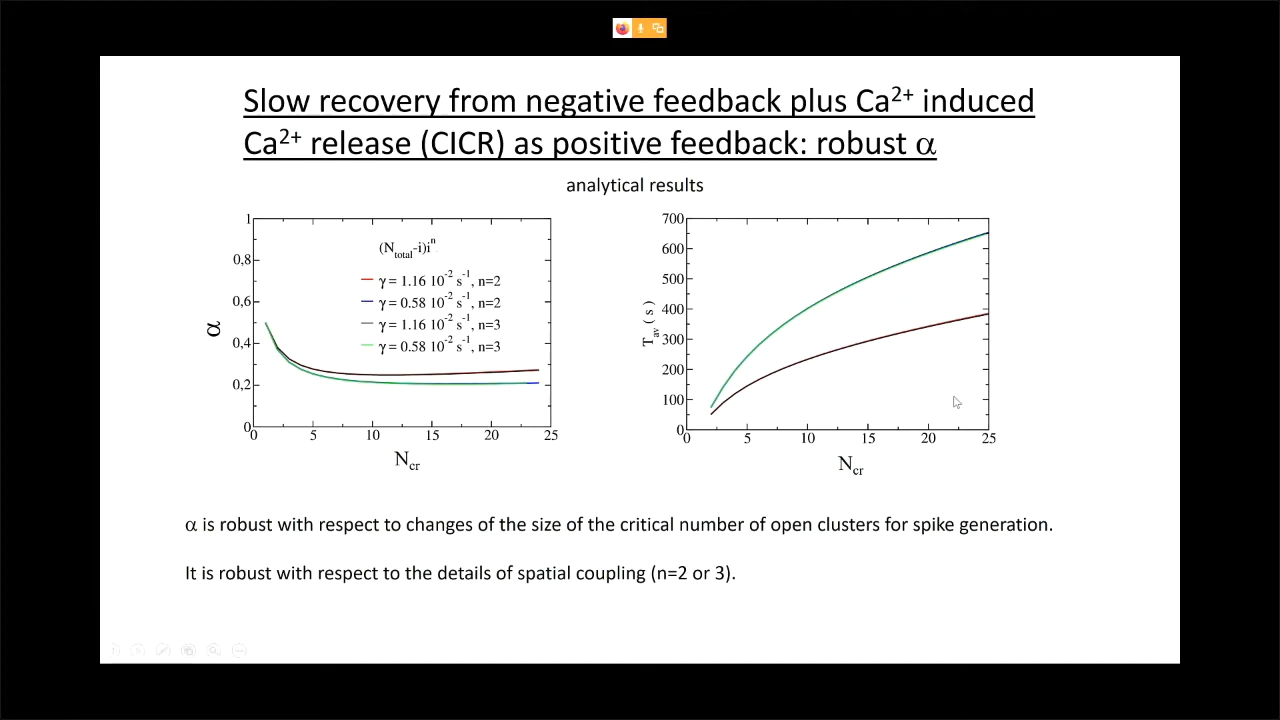 Slow recovery from negative feedback plus Ca²⁺ induced
Ca²⁺ release (CICR) as positive feedback: robust α
analytical results
1
0,8
0,6
0,4
0,2
0
α
(N_total-i)iⁿ
γ = 1.16 10⁻² s⁻¹, n=2
γ = 0.58 10⁻² s⁻¹, n=2
γ = 1.16 10⁻² s⁻¹, n=3
γ = 0.58 10⁻² s⁻¹, n=3
0 5 10 15 20 25
N_cr
700
600
500
400
300
200
100
0
T_av ( s )
0 5 10 15 20 25
N_cr
α is robust with respect to changes of the size of the critical number of open clusters for spike generation.
It is robust with respect to the details of spatial coupling (n=2 or 3).